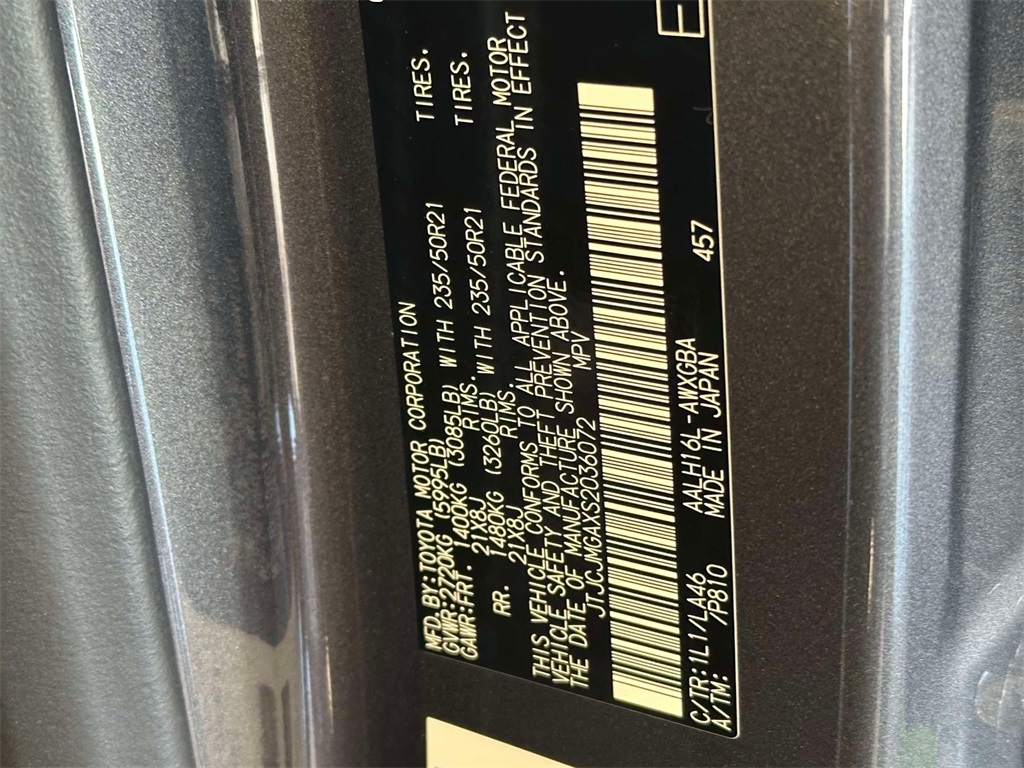 MFD. BY: TOYOTA MOTOR CORPORATION
GVWR: 2720KG (5995LB)
GAWR: FRT. 1400KG (3085LB) WITH 235/50R21 TIRES.
21X8J RIMS.
RR. 1480KG (3260LB) WITH 235/50R21 TIRES.
21X8J RIMS.
THIS VEHICLE CONFORMS TO ALL APPLICABLE FEDERAL MOTOR
VEHICLE SAFETY AND THEFT PREVENTION STANDARDS IN EFFECT
THE DATE OF MANUFACTURE SHOWN ABOVE.
JTJCJMGAXS2036072 MPV
C/TR: 1L1/LA46 AALH16L-AWXGBA 457
A/TM: /P810 MADE IN JAPAN